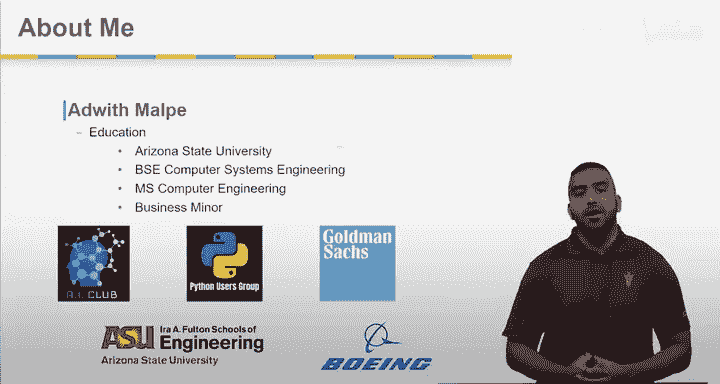 About Me
Adwith Malpe
– Education
• Arizona State University
• BSE Computer Systems Engineering
• MS Computer Engineering
• Business Minor
A.I. CLUB
Python Users Group
Goldman
Sachs
ASU Ira A. Fulton Schools of
Engineering
Arizona State University
BOEING